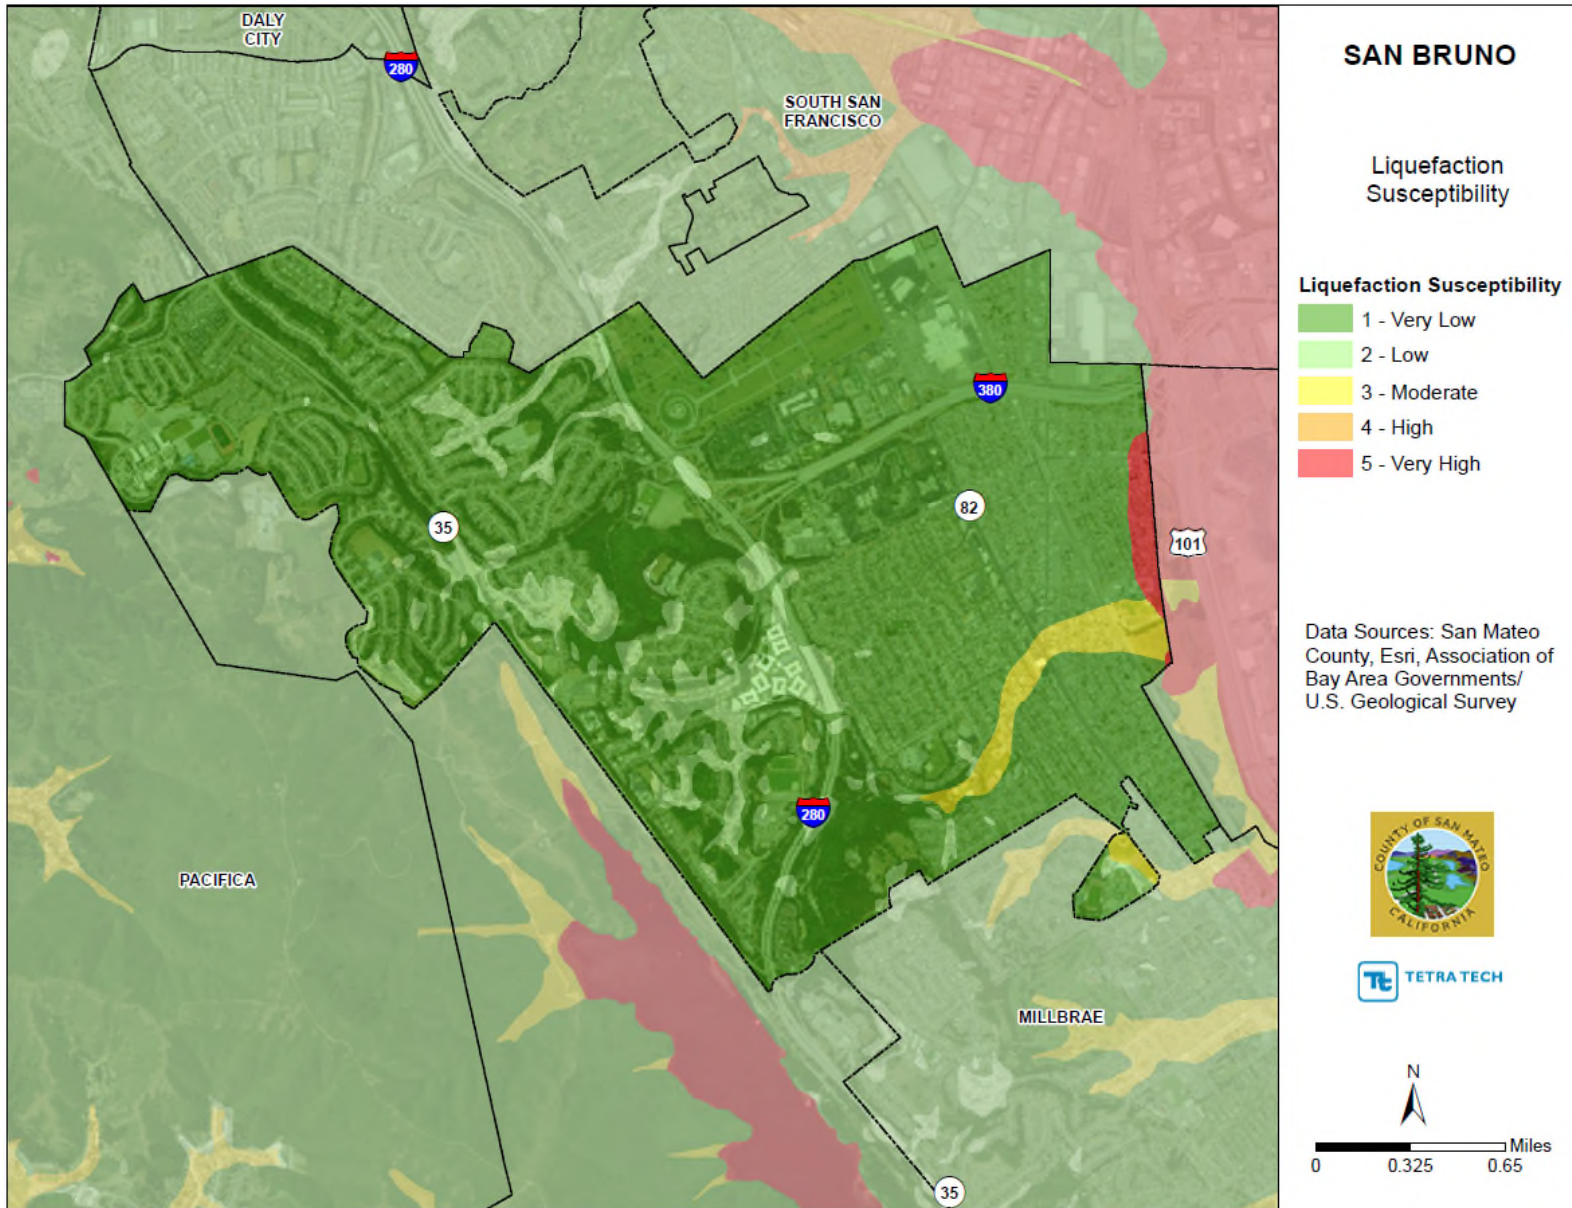 DALY
CITY
280
SOUTH SAN
FRANCISCO
380
82
35
101
280
PACIFICA
MILLBRAE
35
SAN BRUNO
Liquefaction
Susceptibility
Liquefaction Susceptibility
1 - Very Low
2 - Low
3 - Moderate
4 - High
5 - Very High
Data Sources: San Mateo
County, Esri, Association of
Bay Area Governments/
U.S. Geological Survey
COUNTY OF SAN MATEO
CALIFORNIA
Tt TETRA TECH
N
Miles
0 0.325 0.65